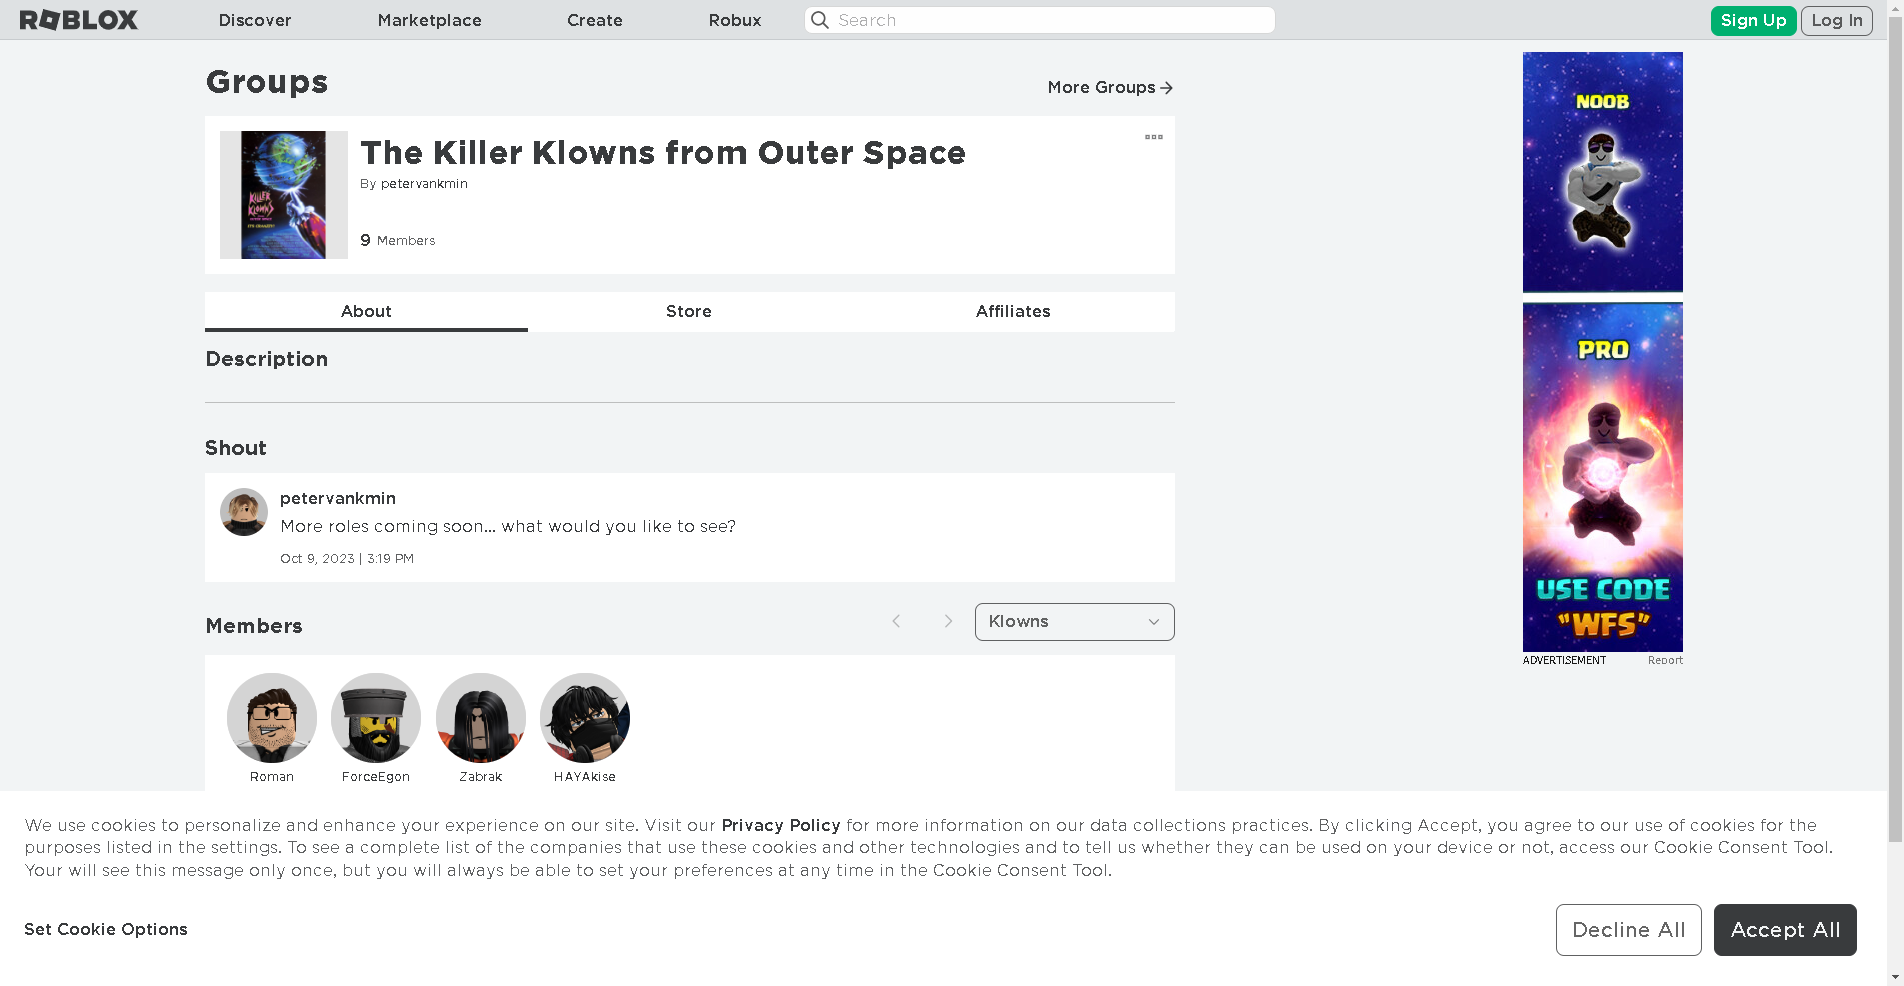 ROBLOX
Discover
Marketplace
Create
Robux
Search
Sign Up
Log In
Groups
More Groups
KILLER
KLOWNS
The Killer Klowns from Outer Space
By petervankmin
9 Members
About
Store
Affiliates
Description
Shout
petervankmin
More roles coming soon... what would you like to see?
Oct 9, 2023 | 3:19 PM
Members
Klowns
Roman
ForceEgon
Zabrak
HAYAkise
NOOB
PRO
USE CODE
"WFS"
ADVERTISEMENT
Report
We use cookies to personalize and enhance your experience on our site. Visit our Privacy Policy for more information on our data collections practices. By clicking Accept, you agree to our use of cookies for the
purposes listed in the settings. To see a complete list of the companies that use these cookies and other technologies and to tell us whether they can be used on your device or not, access our Cookie Consent Tool.
Your will see this message only once, but you will always be able to set your preferences at any time in the Cookie Consent Tool.
Set Cookie Options
Decline All
Accept All